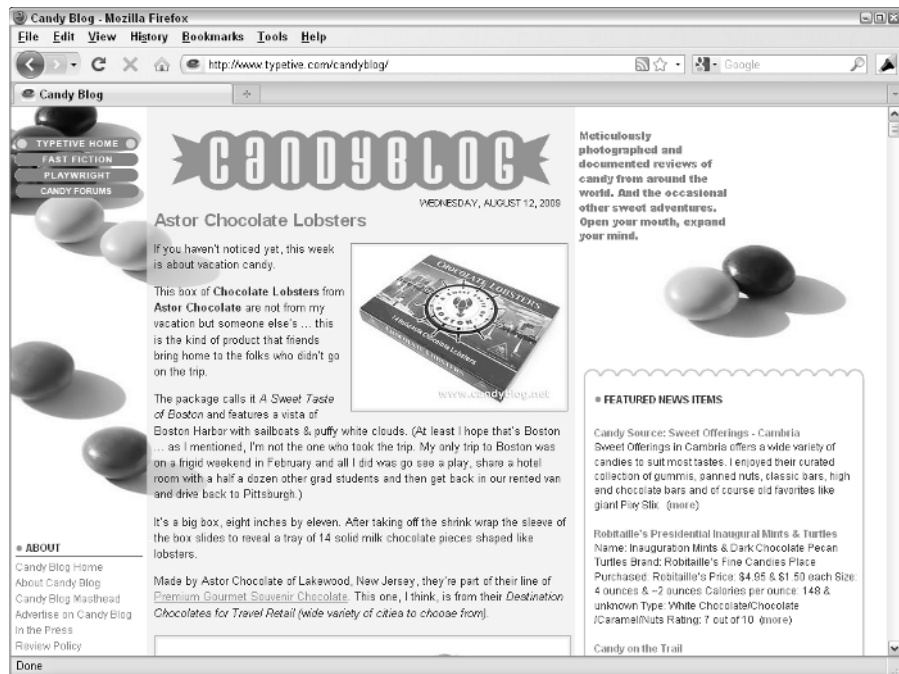 Candy Blog - Mozilla Firefox
File Edit View History Bookmarks Tools Help
http://www.typetive.com/candyblog/
Google
Candy Blog
TYPETIVE HOME
FAST FICTION
PLAYWRIGHT
CANDY FORUMS
CANDYBLOG
WEDNESDAY, AUGUST 12, 2009
Astor Chocolate Lobsters
If you haven't noticed yet, this week
is about vacation candy.
This box of Chocolate Lobsters from
Astor Chocolate are not from my
vacation but someone else's ... this
is the kind of product that friends
bring home to the folks who didn't go
on the trip.
CHOCOLATE LOBSTERS
A SWEET TASTE OF BOSTON
CHOCOLATE LOBSTERS
www.candyblog.net
The package calls it A Sweet Taste
of Boston and features a vista of
Boston Harbor with sailboats & puffy white clouds. (At least I hope that's Boston
... as I mentioned, I'm not the one who took the trip. My only trip to Boston was
on a frigid weekend in February and all I did was go see a play, share a hotel
room with a half a dozen other grad students and then get back in our rented van
and drive back to Pittsburgh.)
It's a big box, eight inches by eleven. After taking off the shrink wrap the sleeve of
the box slides to reveal a tray of 14 solid milk chocolate pieces shaped like
lobsters.
Made by Astor Chocolate of Lakewood, New Jersey, they're part of their line of
Premium Gourmet Souvenir Chocolate. This one, I think, is from their Destination
Chocolates for Travel Retail (wide variety of cities to choose from).
ABOUT
Candy Blog Home
About Candy Blog
Candy Blog Masthead
Advertise on Candy Blog
In the Press
Review Policy
Meticulously
photographed and
documented reviews of
candy from around the
world. And the occasional
other sweet adventures.
Open your mouth, expand
your mind.
FEATURED NEWS ITEMS
Candy Source: Sweet Offerings - Cambria
Sweet Offerings in Cambria offers a wide variety of
candies to suit most tastes. I enjoyed their curated
collection of gummis, panned nuts, classic bars, high
end chocolate bars and of course old favorites like
giant Pixy Stix. (more)
Robitaille's Presidential Inaugural Mints & Turtles
Name: Inauguration Mints & Dark Chocolate Pecan
Turtles Brand: Robitaille's Fine Candies Place
Purchased: Robitaille's Price: $4.95 & $1.50 each Size:
4 ounces & ~2 ounces Calories per ounce: 148 &
unknown Type: White Chocolate/Chocolate
/Caramel/Nuts Rating: 7 out of 10 (more)
Candy on the Trail
Done